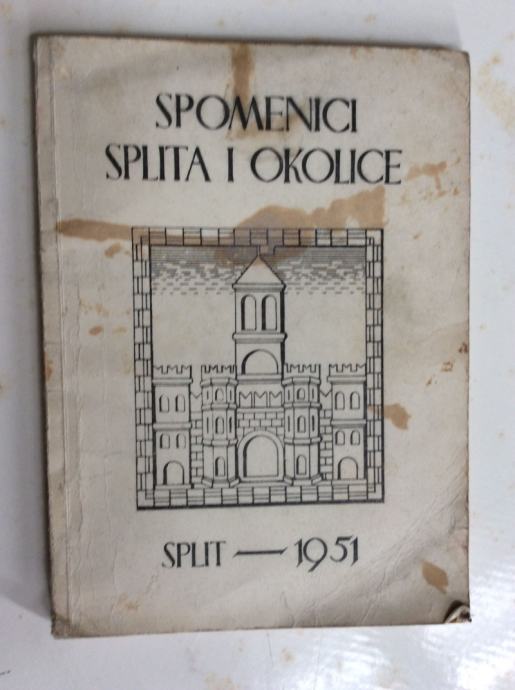 SPOMENICI
SPLITA I OKOLICE
SPLIT — 1951